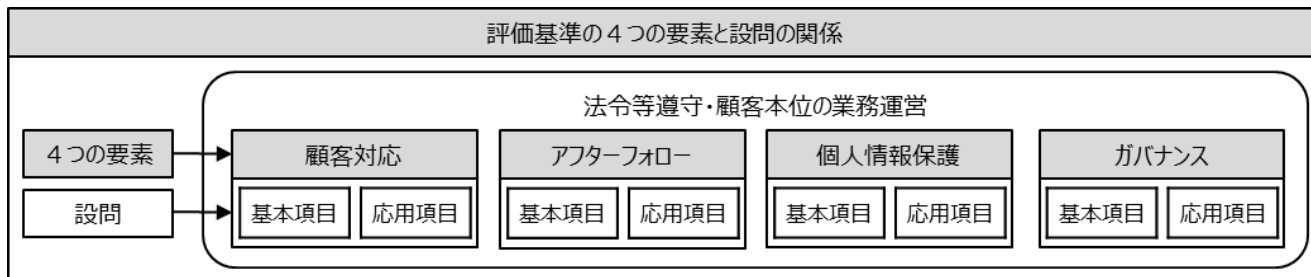 評価基準の４つの要素と設問の関係
法令等遵守・顧客本位の業務運営
４つの要素 顧客対応 アフターフォロー 個人情報保護 ガバナンス
設問 基本項目 応用項目 基本項目 応用項目 基本項目 応用項目 基本項目 応用項目